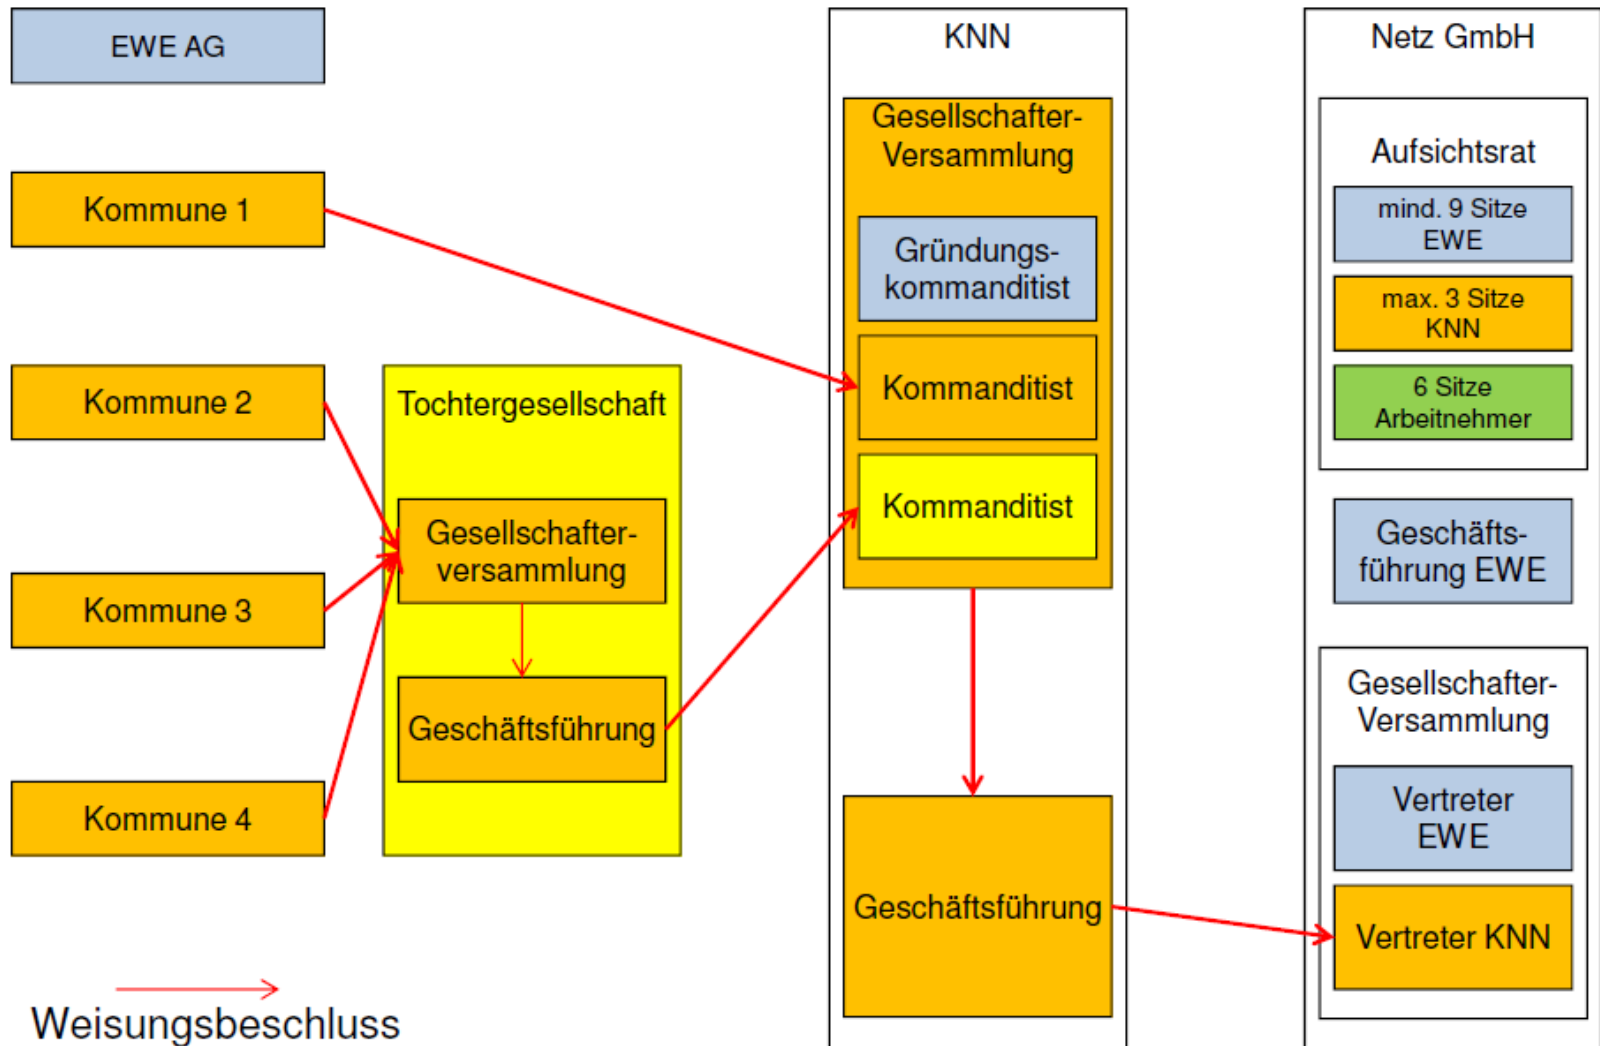 EWE AG
Kommune 1
Kommune 2
Kommune 3
Kommune 4
Tochtergesellschaft
Gesellschafter-
versammlung
Geschäftsführung
KNN
Gesellschafter-
Versammlung
Gründungs-
kommanditist
Kommanditist
Kommanditist
Geschäftsführung
Netz GmbH
Aufsichtsrat
mind. 9 Sitze
EWE
max. 3 Sitze
KNN
6 Sitze
Arbeitnehmer
Geschäfts-
führung EWE
Gesellschafter-
Versammlung
Vertreter
EWE
Vertreter KNN
Weisungsbeschluss